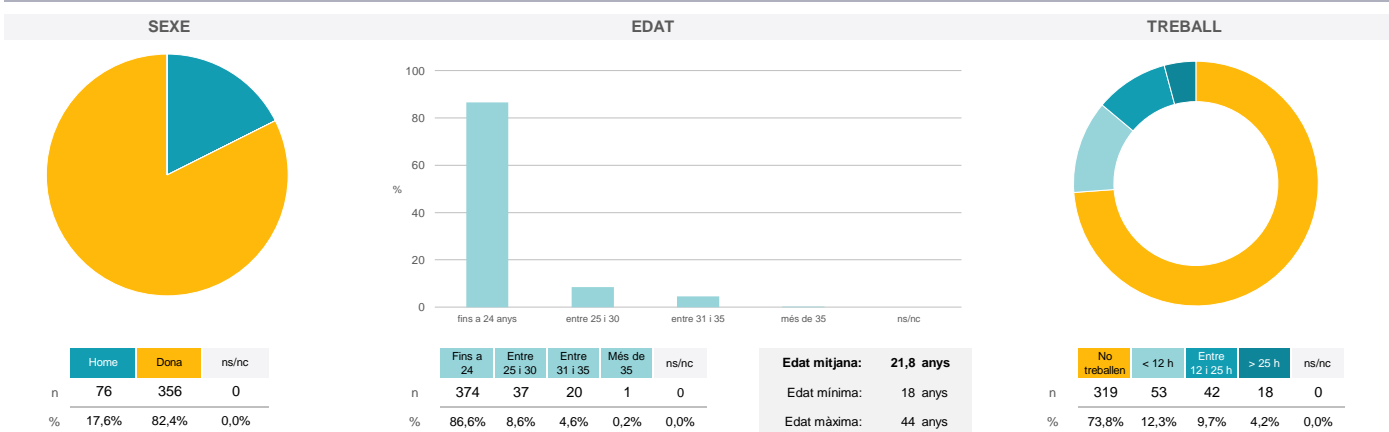 SEXE
EDAT
TREBALL
100
80
60
%
40
20
0
fins a 24 anys
entre 25 i 30
entre 31 i 35
més de 35
ns/nc
Home Dona ns/nc
n 76 356 0
% 17,6% 82,4% 0,0%
Fins a Entre Entre Més de
24 25 i 30 31 i 35 35 ns/nc
n 374 37 20 1 0
% 86,6% 8,6% 4,6% 0,2% 0,0%
Edat mitjana: 21,8 anys
Edat mínima: 18 anys
Edat màxima: 44 anys
No Entre
treballen < 12 h 12 i 25 h > 25 h ns/nc
n 319 53 42 18 0
% 73,8% 12,3% 9,7% 4,2% 0,0%